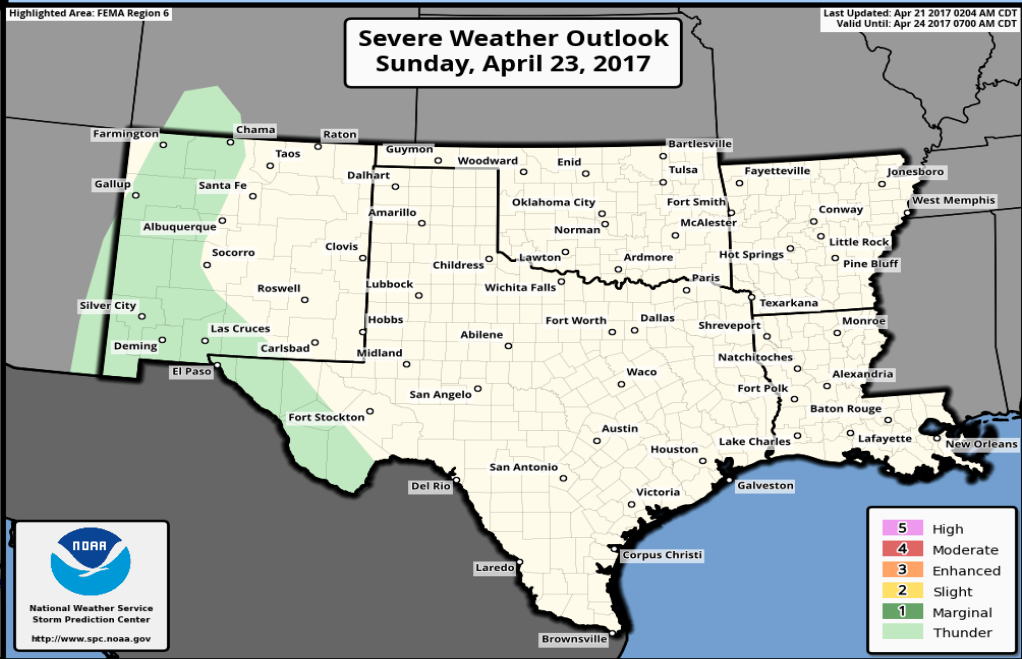 Highlighted Area: FEMA Region 6
Last Updated: Apr 21 2017 0204 AM CDT
Valid Until: Apr 24 2017 0700 AM CDT
Severe Weather Outlook
Sunday, April 23, 2017
Farmington
Chama
Raton
Taos
Guymon
Woodward
Enid
Bartlesville
Tulsa
Fayetteville
Jonesboro
Gallup
Santa Fe
Dalhart
Albuquerque
Amarillo
Oklahoma City
Norman
Fort Smith
McAlester
Conway
West Memphis
Socorro
Clovis
Childress
Lawton
Ardmore
Hot Springs
Little Rock
Pine Bluff
Roswell
Lubbock
Wichita Falls
Paris
Texarkana
Silver City
Las Cruces
Deming
Carlsbad
Hobbs
Midland
Abilene
Fort Worth
Dallas
Shreveport
Monroe
El Paso
San Angelo
Waco
Natchitoches
Alexandria
Fort Polk
Fort Stockton
Austin
Baton Rouge
Houston
Lake Charles
Lafayette
New Orleans
Del Rio
San Antonio
Victoria
Galveston
Laredo
Corpus Christi
Brownsville
NOAA
National Weather Service
Storm Prediction Center
http://www.spc.noaa.gov
5 High
4 Moderate
3 Enhanced
2 Slight
1 Marginal
Thunder